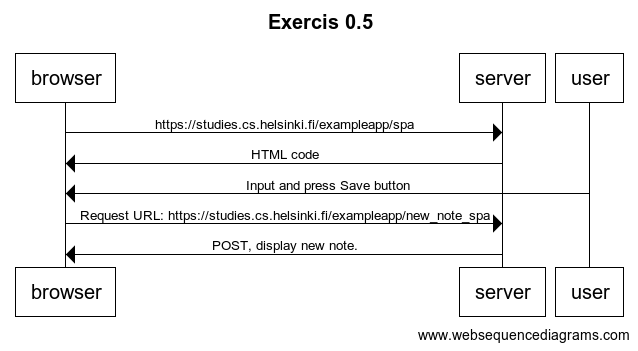 Exercis 0.5
browser
server
user
https://studies.cs.helsinki.fi/exampleapp/spa
HTML code
Input and press Save button
Request URL: https://studies.cs.helsinki.fi/exampleapp/new_note_spa
POST, display new note.
browser
server
user
www.websequencediagrams.com